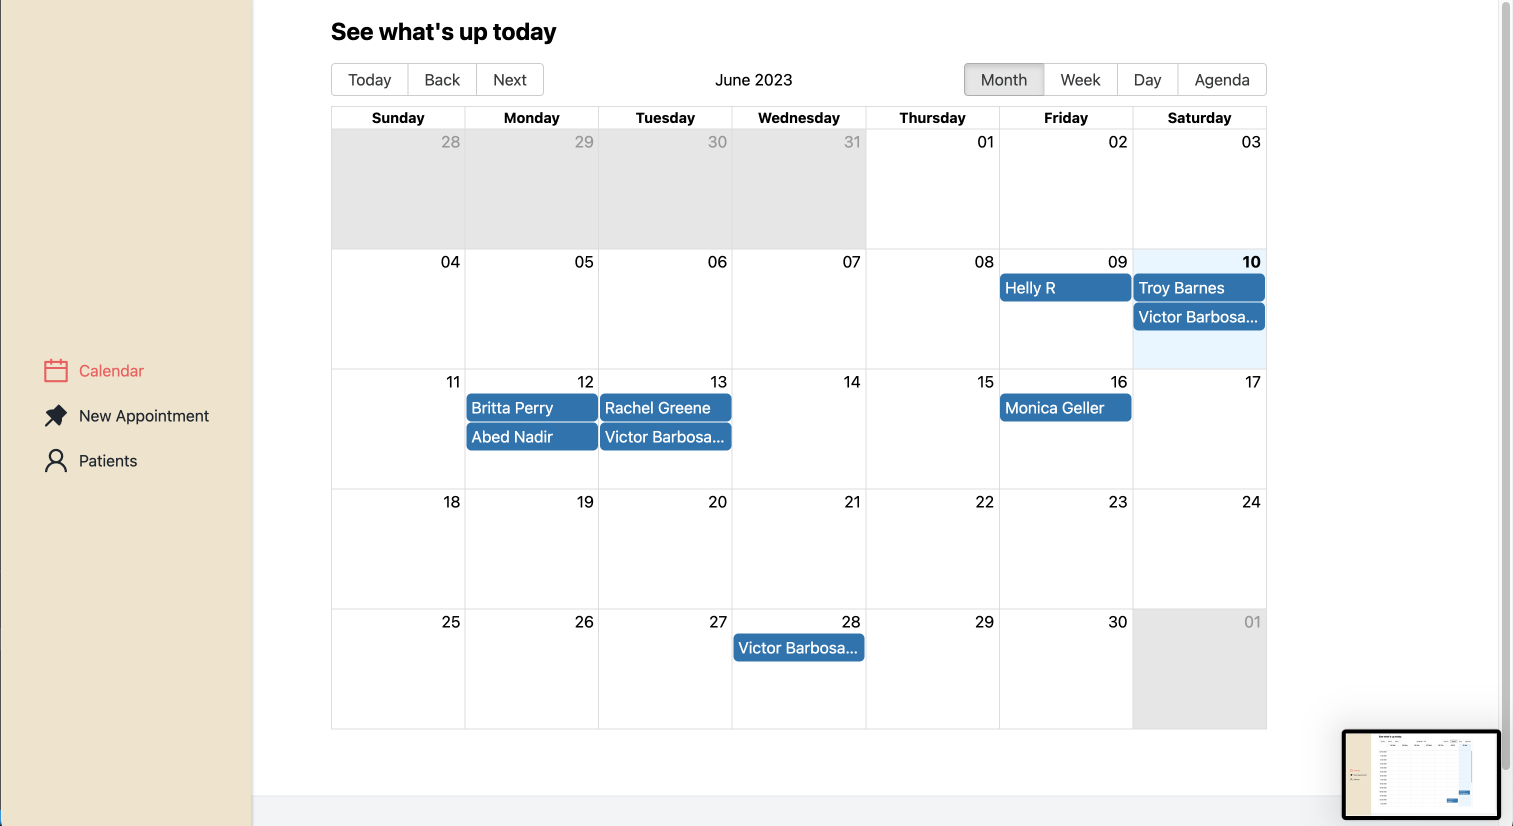 See what's up today
Today Back Next June 2023 Month Week Day Agenda
Sunday Monday Tuesday Wednesday Thursday Friday Saturday
28 29 30 31 01 02 03
04 05 06 07 08 09 10
Helly R Troy Barnes
Victor Barbosa...
Calendar
New Appointment
Patients
11 12 13 14 15 16 17
Britta Perry Rachel Greene Monica Geller
Abed Nadir Victor Barbosa...
18 19 20 21 22 23 24
25 26 27 28 29 30 01
Victor Barbosa...